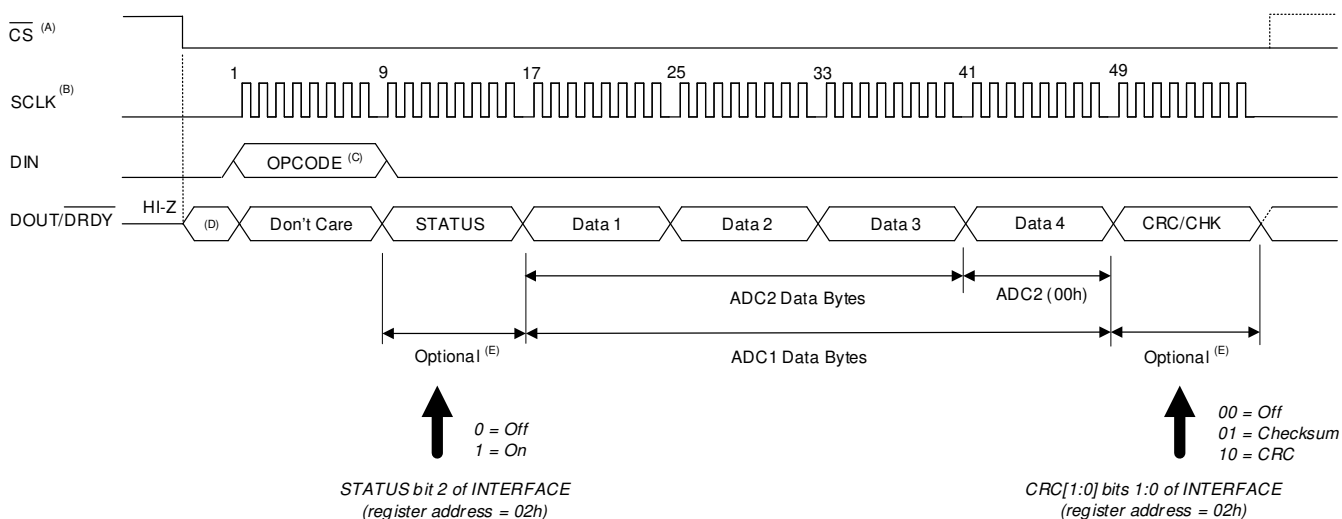 CS (A)
1 9 17 25 33 41 49
SCLK (B)
DIN
OPCODE (C)
DOUT/DRDY
HI-Z
(D)
Don't Care
STATUS
Data 1
Data 2
Data 3
Data 4
CRC/CHK
ADC2 Data Bytes
ADC2 (00h)
Optional (E)
ADC1 Data Bytes
Optional (E)
0 = Off
1 = On
00 = Off
01 = Checksum
10 = CRC
STATUS bit 2 of INTERFACE
(register address = 02h)
CRC[1:0] bits 1:0 of INTERFACE
(register address = 02h)